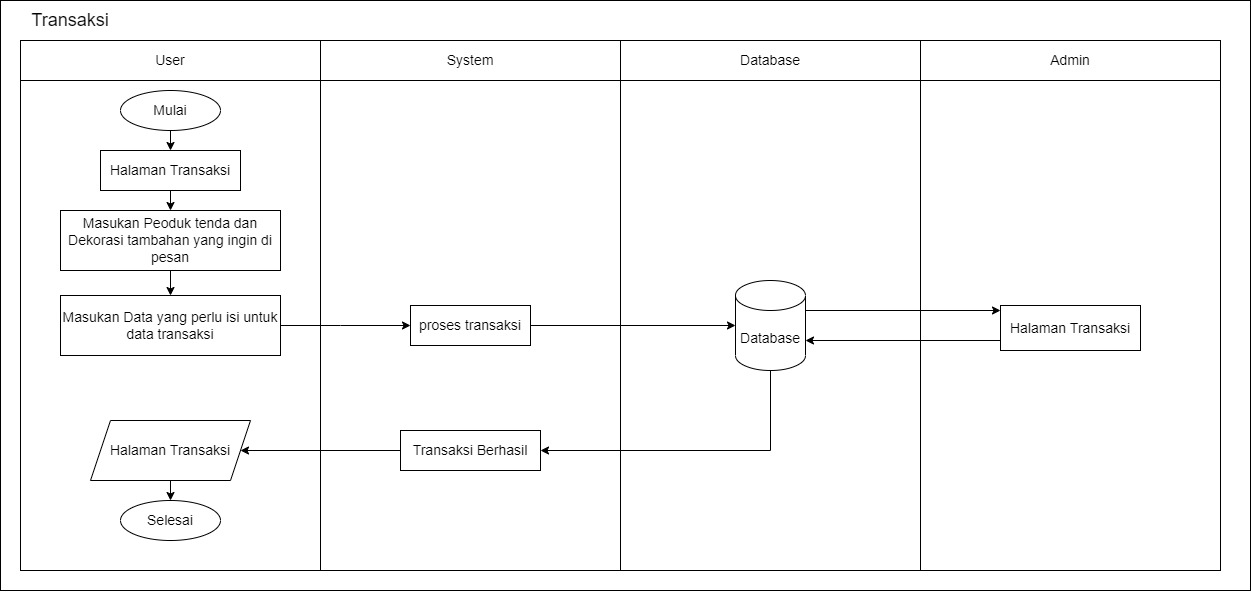 Transaksi
User
System
Database
Admin
Mulai
Halaman Transaksi
Masukan Peoduk tenda dan
Dekorasi tambahan yang ingin di
pesan
Masukan Data yang perlu isi untuk
data transaksi
proses transaksi
Database
Halaman Transaksi
Transaksi Berhasil
Halaman Transaksi
Selesai